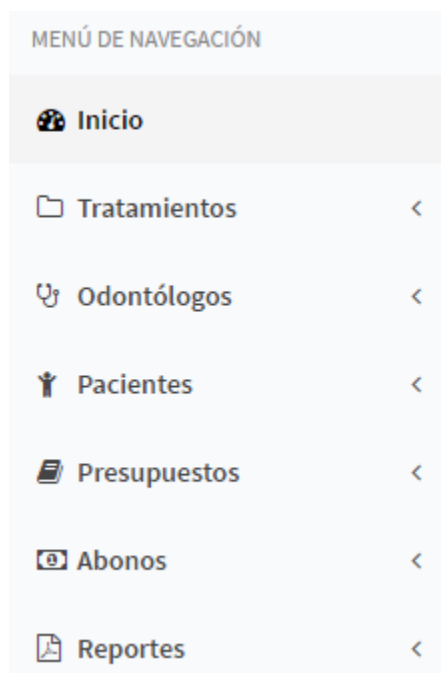 MENÚ DE NAVEGACIÓN
Inicio
Tratamientos
Odontólogos
Pacientes
Presupuestos
Abonos
Reportes